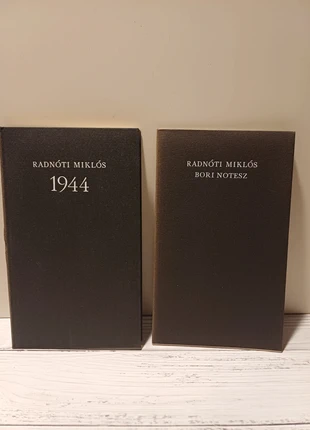 RADNÓTI MIKLÓS
1944
RADNÓTI MIKLÓS
BORI NOTESZ